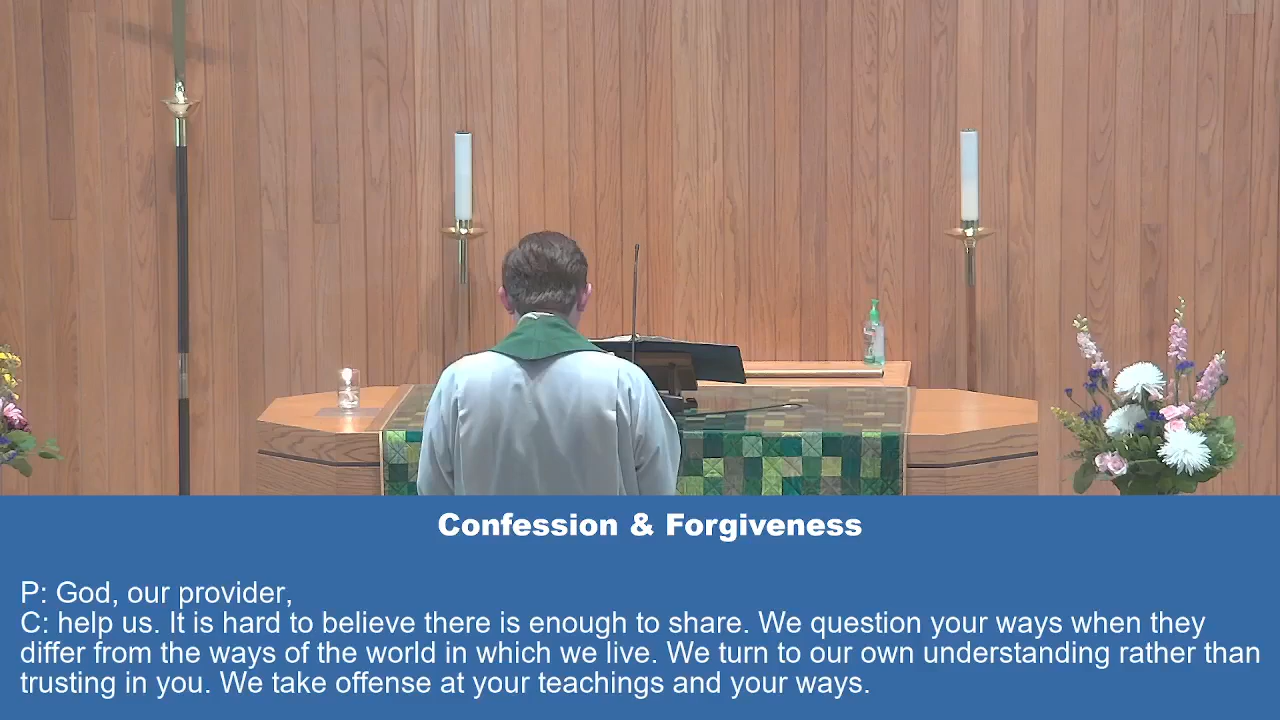 Confession & Forgiveness
P: God, our provider,
C: help us. It is hard to believe there is enough to share. We question your ways when they
differ from the ways of the world in which we live. We turn to our own understanding rather than
trusting in you. We take offense at your teachings and your ways.